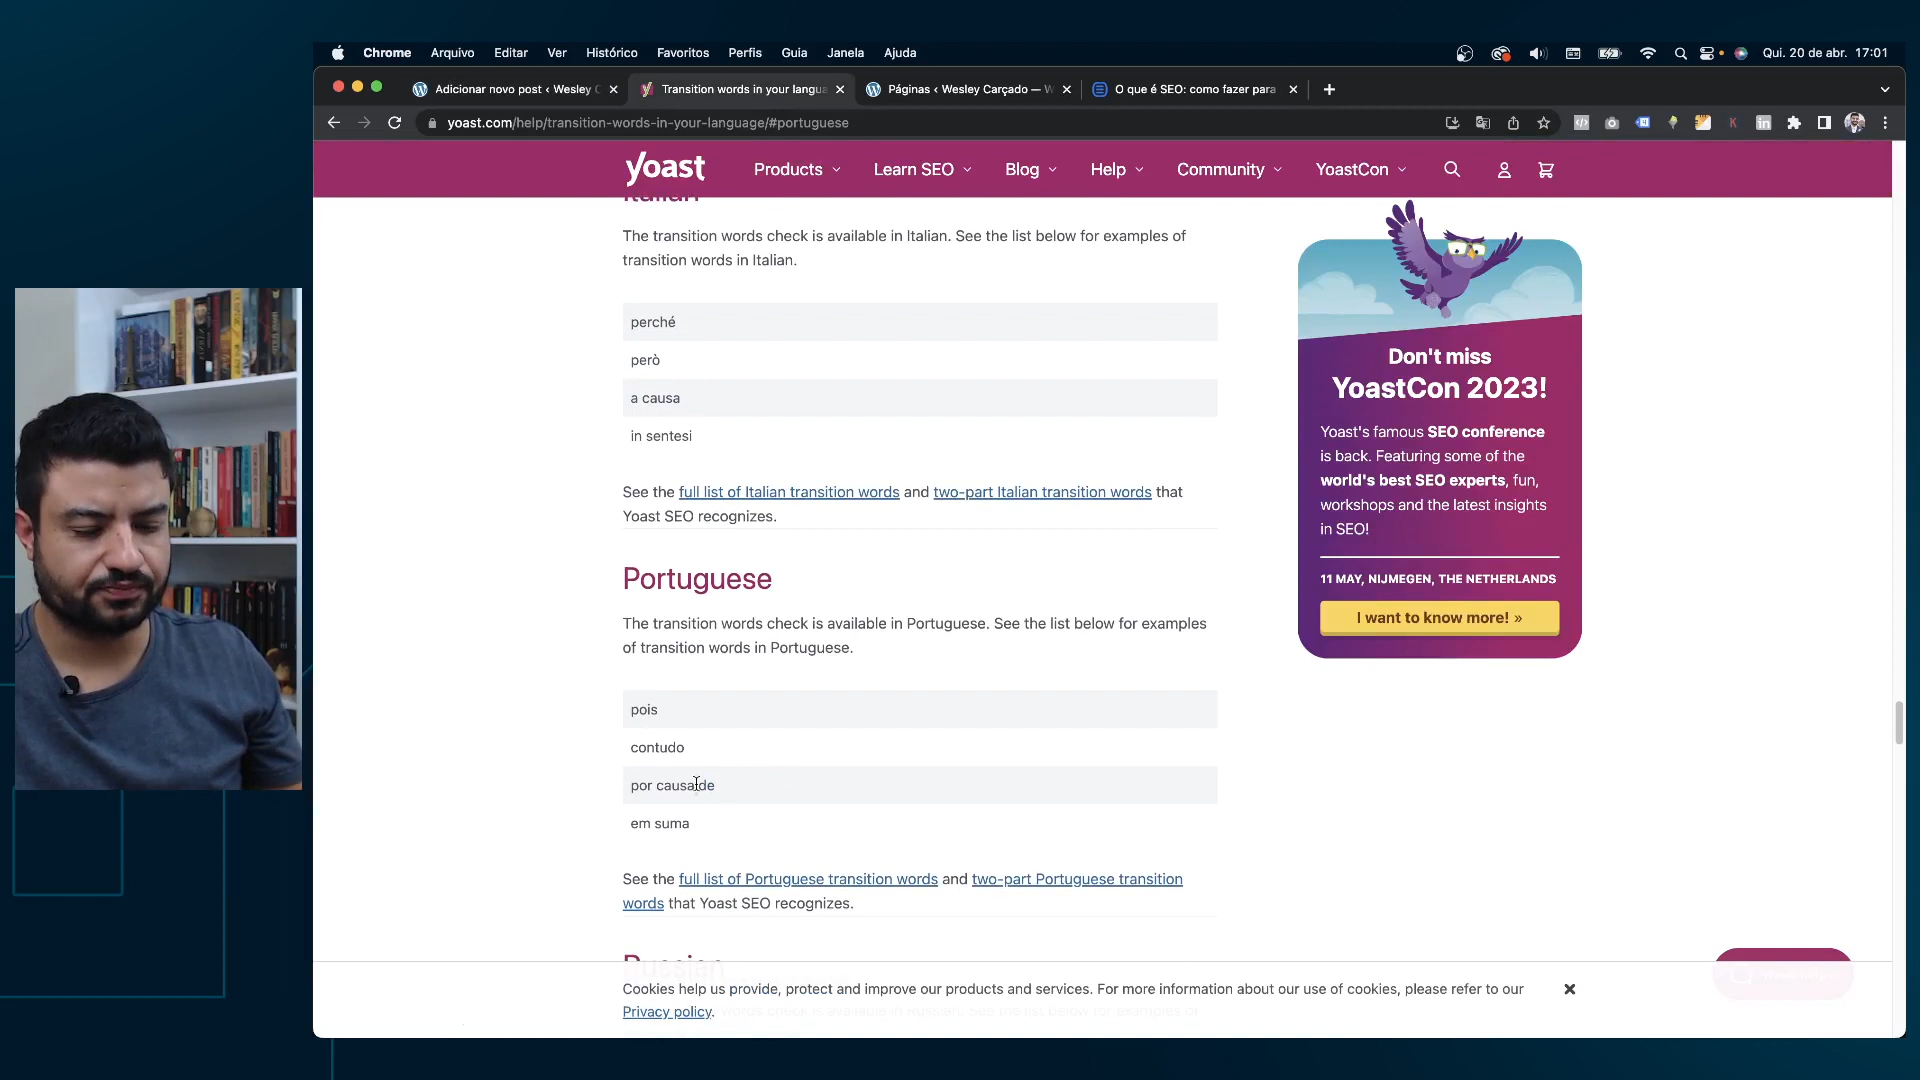 Chrome Arquivo Editar Ver Histórico Favoritos Perfis Guia Janela Ajuda
Qui. 20 de abr. 17:01
Adicionar novo post ‹ Wesley C
Transition words in your langua
Páginas ‹ Wesley Carçado — W
O que é SEO: como fazer para
yoast.com/help/transition-words-in-your-language/#portuguese
yoast
Products
Learn SEO
Blog
Help
Community
YoastCon
Italian
The transition words check is available in Italian. See the list below for examples of
transition words in Italian.
perché
però
a causa
in sentesi
See the full list of Italian transition words and two-part Italian transition words that
Yoast SEO recognizes.
Portuguese
The transition words check is available in Portuguese. See the list below for examples
of transition words in Portuguese.
pois
contudo
por causa de
em suma
See the full list of Portuguese transition words and two-part Portuguese transition
words that Yoast SEO recognizes.
Russian
Cookies help us provide, protect and improve our products and services. For more information about our use of cookies, please refer to our
Privacy policy.
Don't miss
YoastCon 2023!
Yoast's famous SEO conference
is back. Featuring some of the
world's best SEO experts, fun,
workshops and the latest insights
in SEO!
11 MAY, NIJMEGEN, THE NETHERLANDS
I want to know more! »